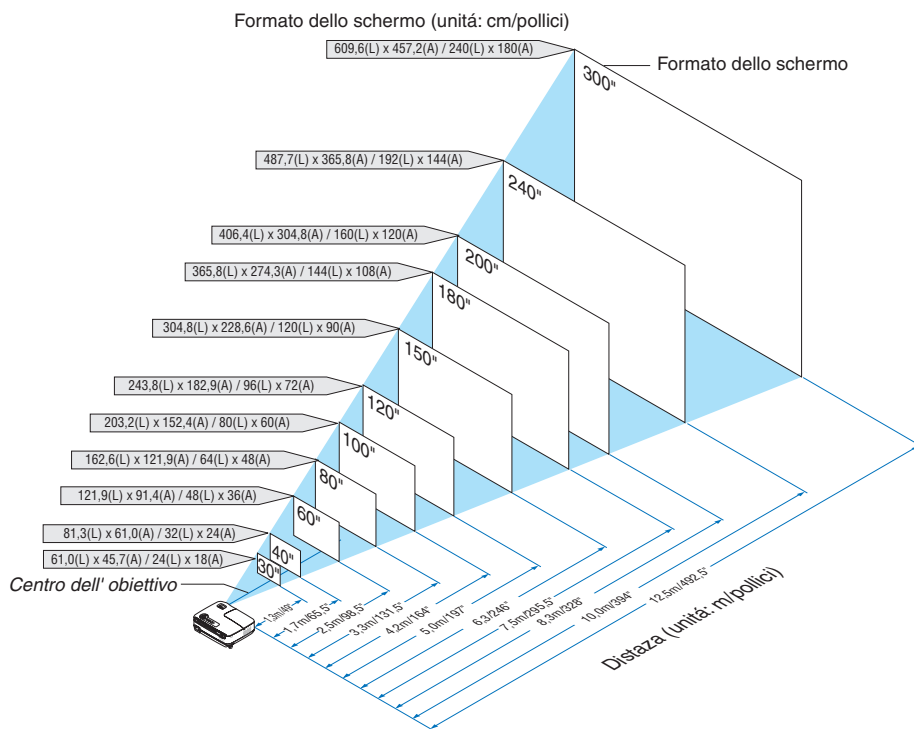 Formato dello schermo (unitá: cm/pollici)
609,6(L) x 457,2(A) / 240(L) x 180(A)
Formato dello schermo
300"
487,7(L) x 365,8(A) / 192(L) x 144(A)
240"
406,4(L) x 304,8(A) / 160(L) x 120(A)
200"
365,8(L) x 274,3(A) / 144(L) x 108(A)
180"
304,8(L) x 228,6(A) / 120(L) x 90(A)
150"
243,8(L) x 182,9(A) / 96(L) x 72(A)
120"
203,2(L) x 152,4(A) / 80(L) x 60(A)
100"
162,6(L) x 121,9(A) / 64(L) x 48(A)
80"
121,9(L) x 91,4(A) / 48(L) x 36(A)
60"
81,3(L) x 61,0(A) / 32(L) x 24(A)
40"
61,0(L) x 45,7(A) / 24(L) x 18(A)
30"
Centro dell' obiettivo
1,3m/49"
1,7m/65,5"
2,5m/98,5"
3,3m/131,5"
4,2m/164"
5,0m/197"
6,3/246"
7,5m/295,5"
8,3m/328"
10,0m/394"
12,5m/492,5"
Distaza (unitá: m/pollici)